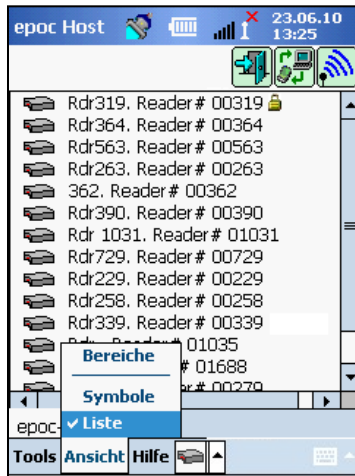 epoc Host
23.06.10
13:25
Rdr319, Reader# 00319
Rdr364, Reader# 00364
Rdr563, Reader# 00563
Rdr263, Reader# 00263
362, Reader# 00362
Rdr390, Reader# 00390
Rdr 1031, Reader# 01031
Rdr729, Reader# 00729
Rdr229, Reader# 00229
Rdr258, Reader# 00258
Rdr339, Reader# 00339
01035
# 01688
# 00279
Bereiche
Symbole
Liste
epoc-
Tools Ansicht Hilfe